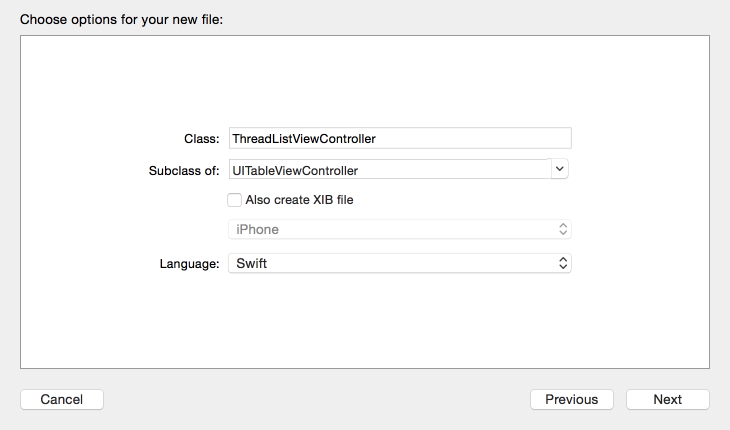 Choose options for your new file:
Class: ThreadListViewController
Subclass of: UITableViewController
Also create XIB file
iPhone
Language: Swift
Cancel Previous Next